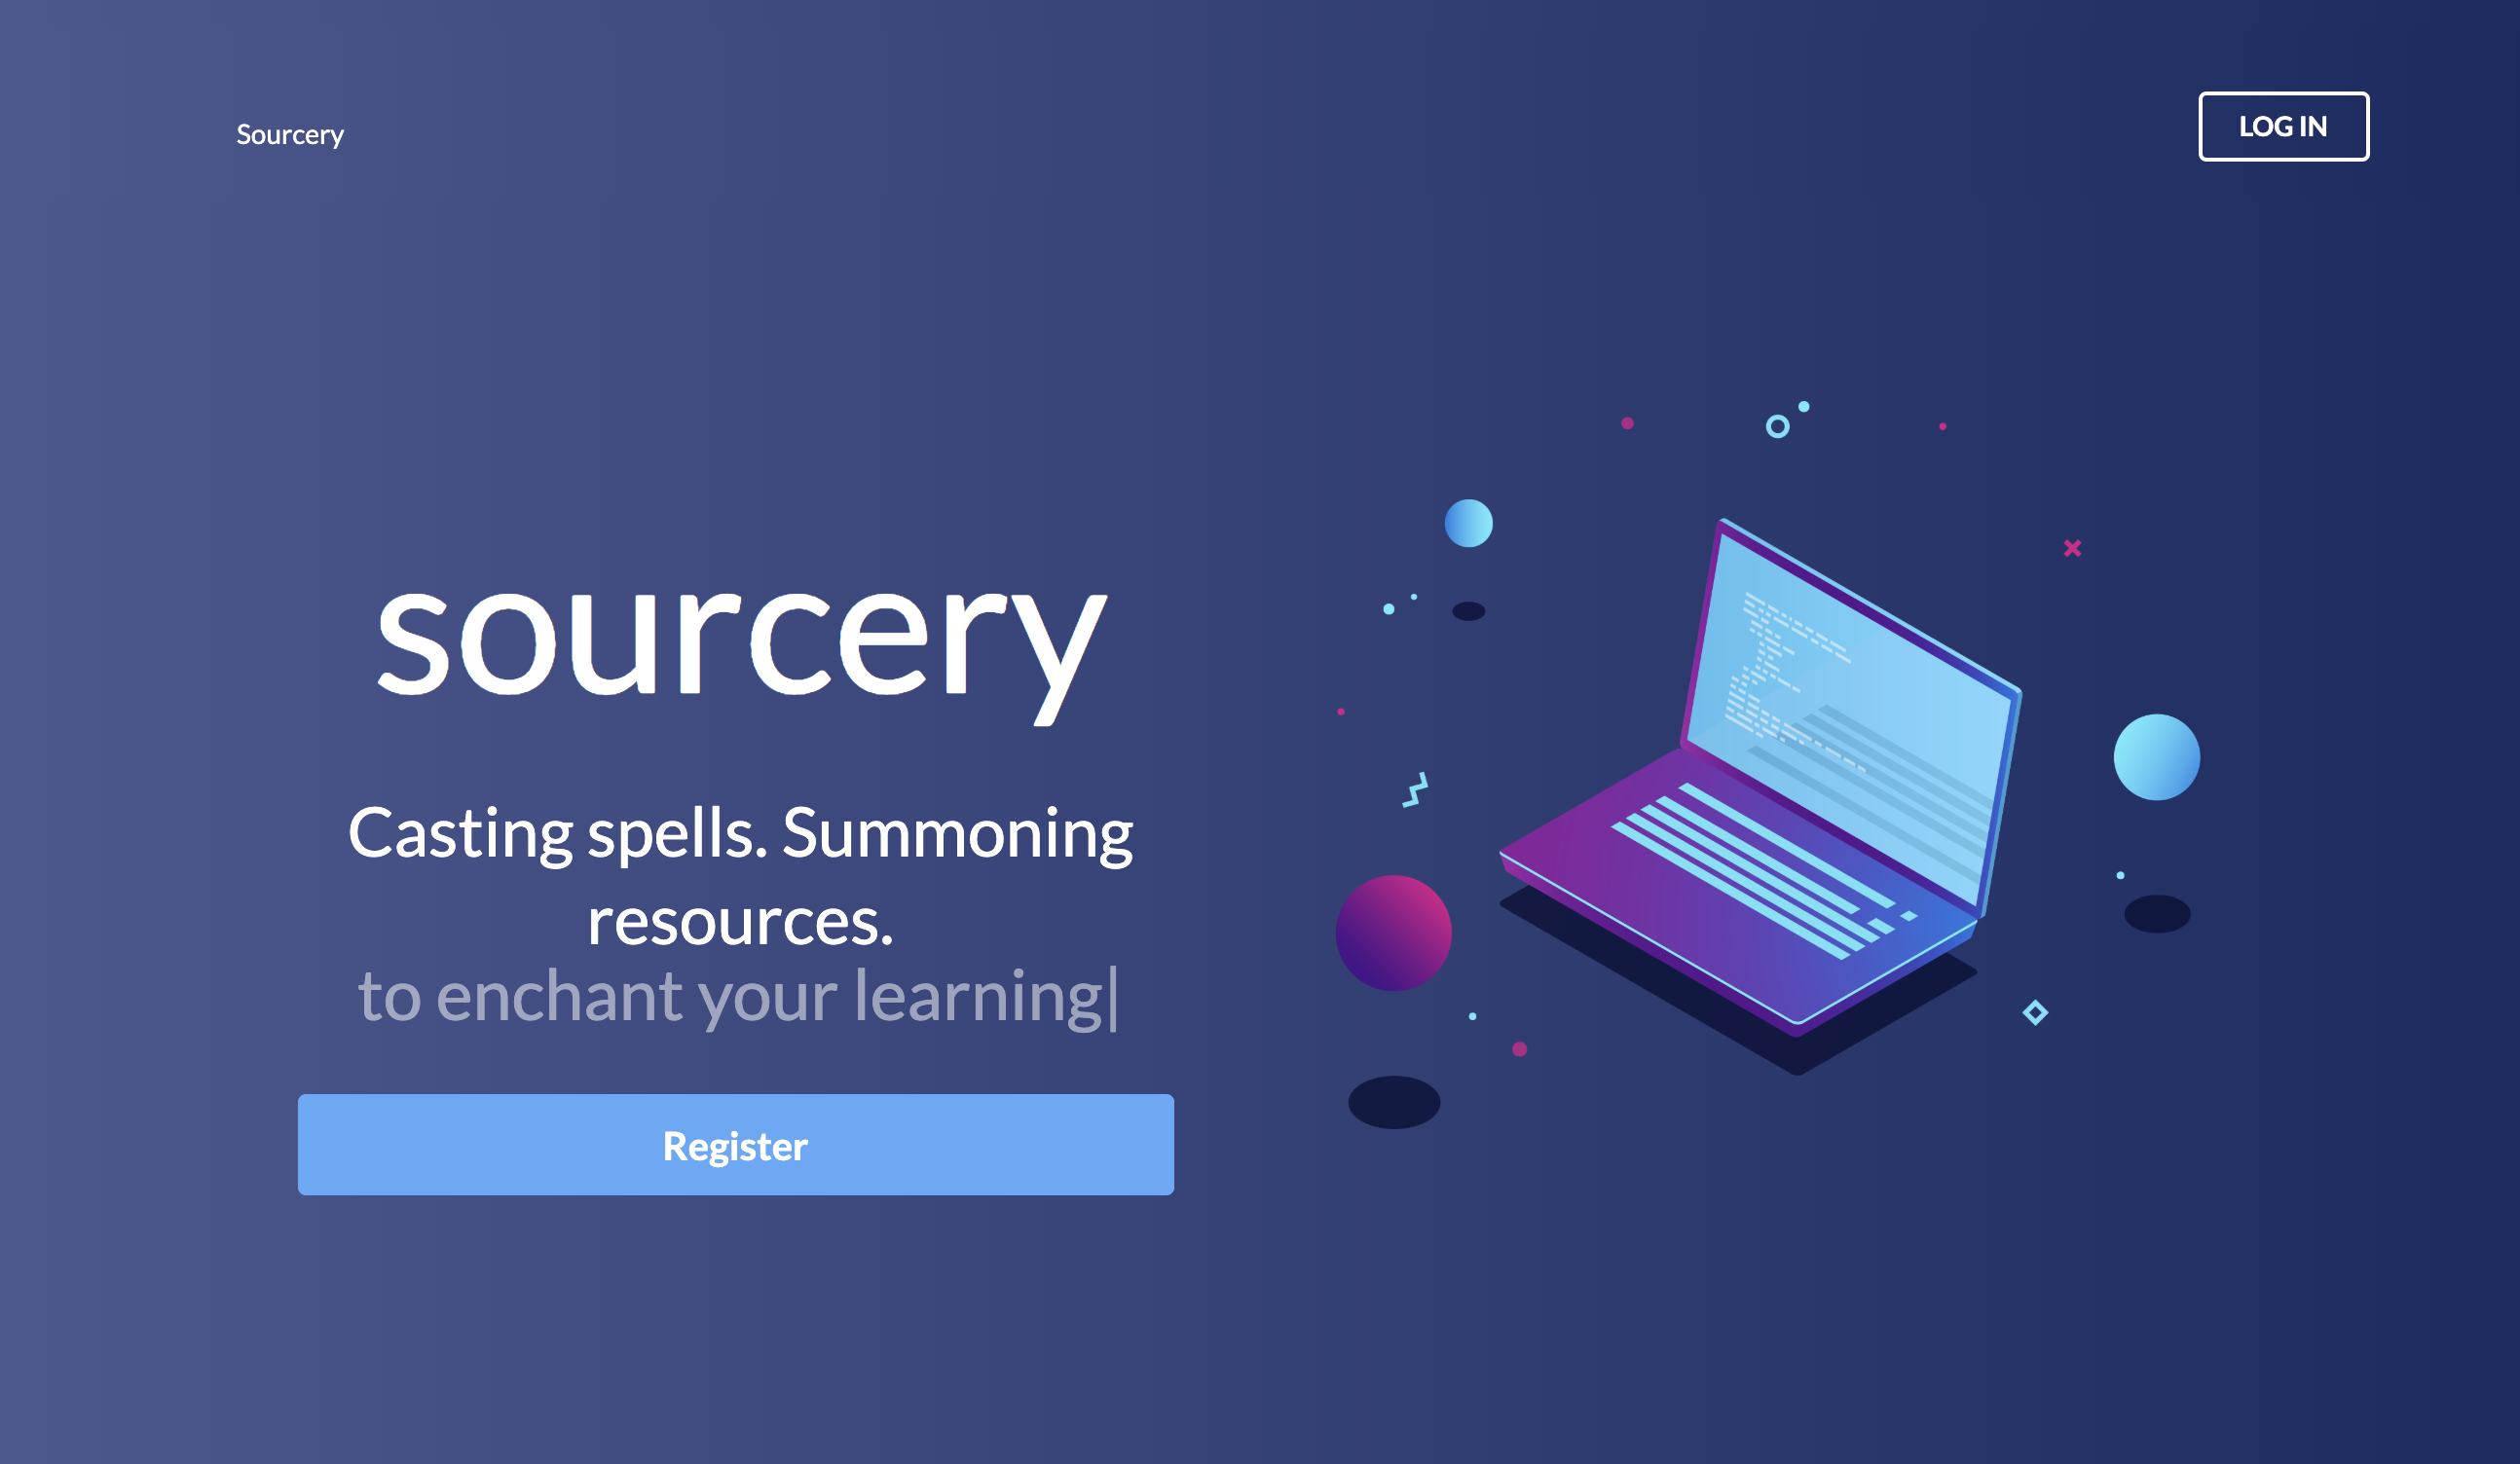 Sourcery
LOG IN
sourcery
Casting spells. Summoning
resources.
to enchant your learning|
Register